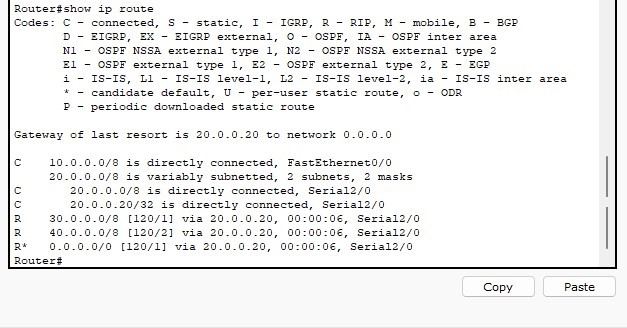 Router#show ip route
Codes: C - connected, S - static, I - IGRP, R - RIP, M - mobile, B - BGP
       D - EIGRP, EX - EIGRP external, O - OSPF, IA - OSPF inter area
       N1 - OSPF NSSA external type 1, N2 - OSPF NSSA external type 2
       E1 - OSPF external type 1, E2 - OSPF external type 2, E - EGP
       i - IS-IS, L1 - IS-IS level-1, L2 - IS-IS level-2, ia - IS-IS inter area
       * - candidate default, U - per-user static route, o - ODR
       P - periodic downloaded static route
Gateway of last resort is 20.0.0.20 to network 0.0.0.0
C    10.0.0.0/8 is directly connected, FastEthernet0/0
     20.0.0.0/8 is variably subnetted, 2 subnets, 2 masks
C       20.0.0.0/8 is directly connected, Serial2/0
C       20.0.0.20/32 is directly connected, Serial2/0
R    30.0.0.0/8 [120/1] via 20.0.0.20, 00:00:06, Serial2/0
R    40.0.0.0/8 [120/2] via 20.0.0.20, 00:00:06, Serial2/0
R*   0.0.0.0/0 [120/1] via 20.0.0.20, 00:00:06, Serial2/0
Router#
Copy Paste